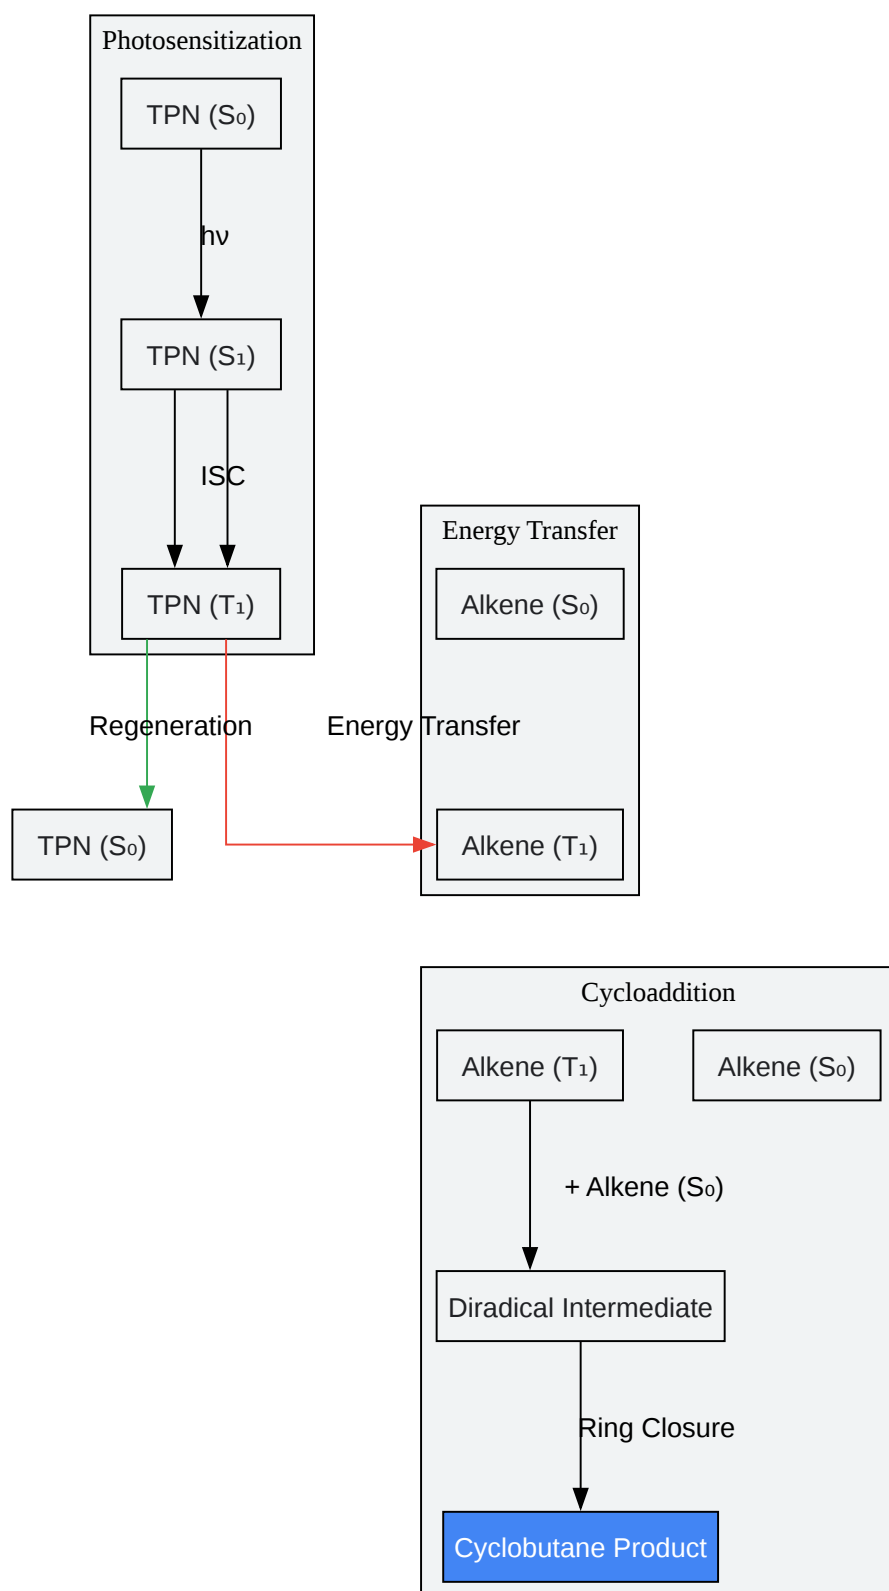 Photosensitization
TPN (S₀)
hν
TPN (S₁)
ISC
TPN (T₁)
Energy Transfer
Alkene (S₀)
Regeneration
Energy Transfer
TPN (S₀)
Alkene (T₁)
Cycloaddition
Alkene (T₁)
Alkene (S₀)
+ Alkene (S₀)
Diradical Intermediate
Ring Closure
Cyclobutane Product